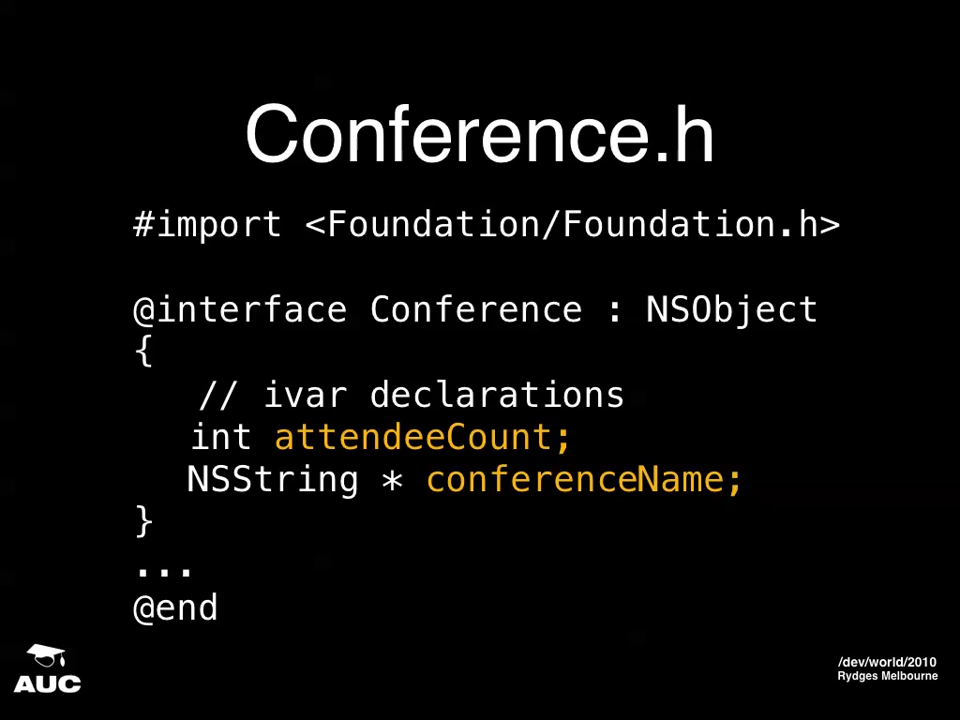 Conference.h
#import <Foundation/Foundation.h>
@interface Conference : NSObject
{
// ivar declarations
int attendeeCount;
NSString * conferenceName;
}
...
@end
AUC
/dev/world/2010
Rydges Melbourne